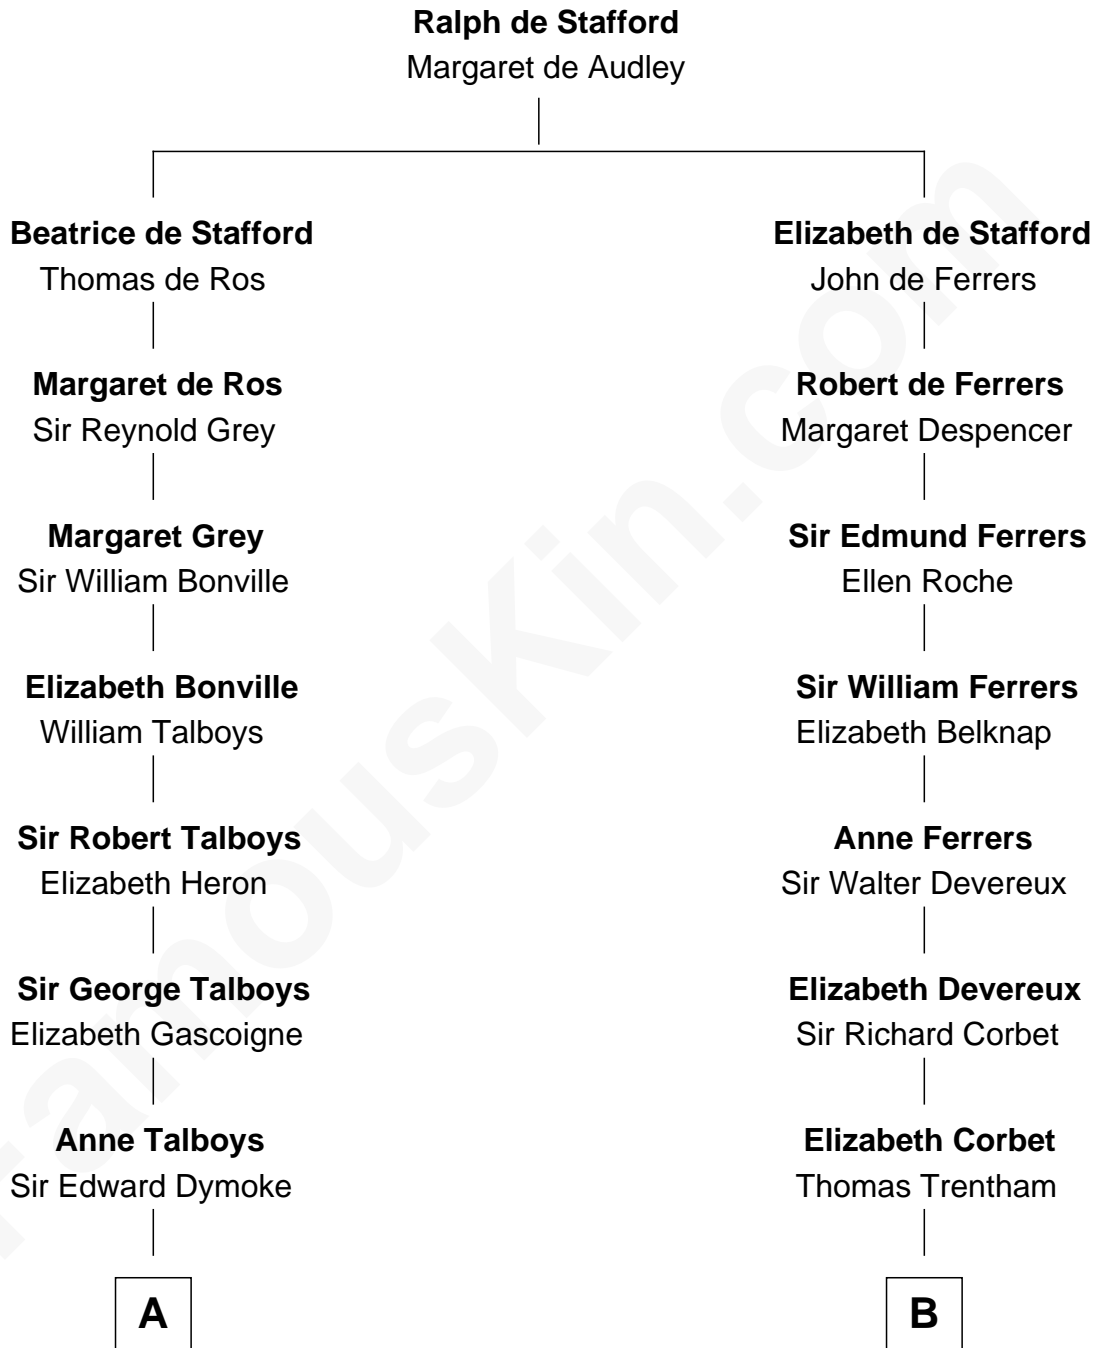 Ralph de Stafford
Margaret de Audley
Beatrice de Stafford
Thomas de Ros
Elizabeth de Stafford
John de Ferrers
Margaret de Ros
Sir Reynold Grey
Robert de Ferrers
Margaret Despencer
Margaret Grey
Sir William Bonville
Sir Edmund Ferrers
Ellen Roche
Elizabeth Bonville
William Talboys
Sir William Ferrers
Elizabeth Belknap
Sir Robert Talboys
Elizabeth Heron
Anne Ferrers
Sir Walter Devereux
Sir George Talboys
Elizabeth Gascoigne
Elizabeth Devereux
Sir Richard Corbet
Anne Talboys
Sir Edward Dymoke
Elizabeth Corbet
Thomas Trentham
A
B
FamousKin.com